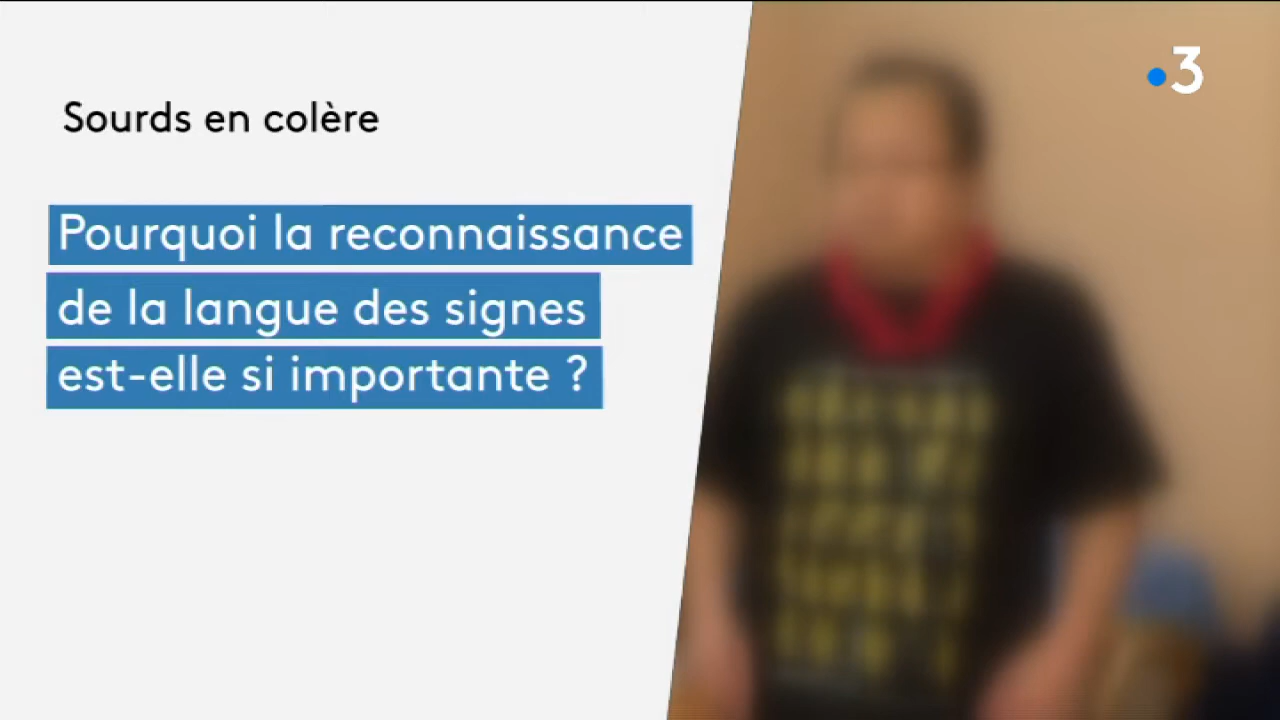 3
Sourds en colère
Pourquoi la reconnaissance
de la langue des signes
est-elle si importante ?